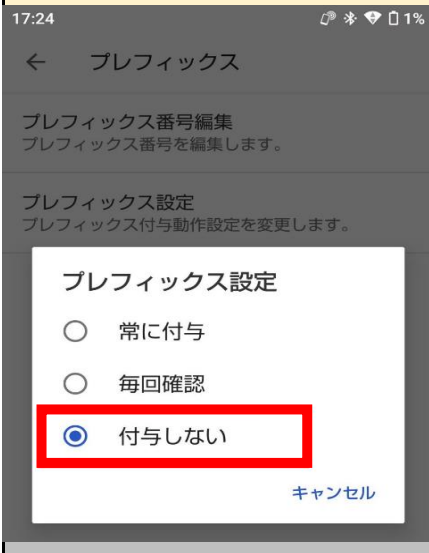 17:24 1%
プレフィックス
プレフィックス番号編集
プレフィックス番号を編集します。
プレフィックス設定
プレフィックス付与動作設定を変更します。
プレフィックス設定
常に付与
毎回確認
付与しない
キャンセル